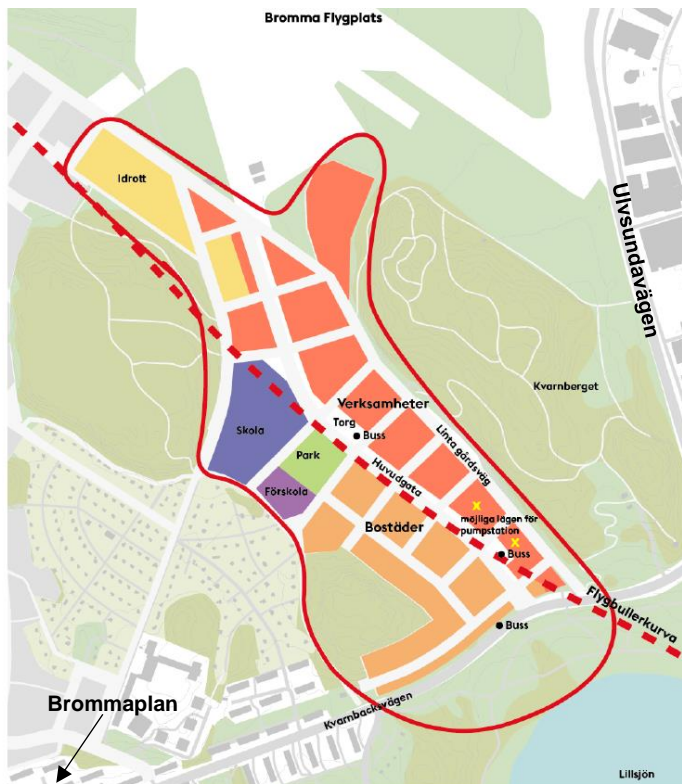 Bromma Flygplats
Idrott
Ulvsundavägen
Kvarnberget
Verksamheter
Torg
Buss
Linta gårdsväg
Skola
Park
Huvudgata
Förskola
X
möjliga lägen för
pumpstation
Bostäder
X
Buss
Flygbullerkurva
Buss
Brommaplan
Kvarnbacksvägen
Lillsjön